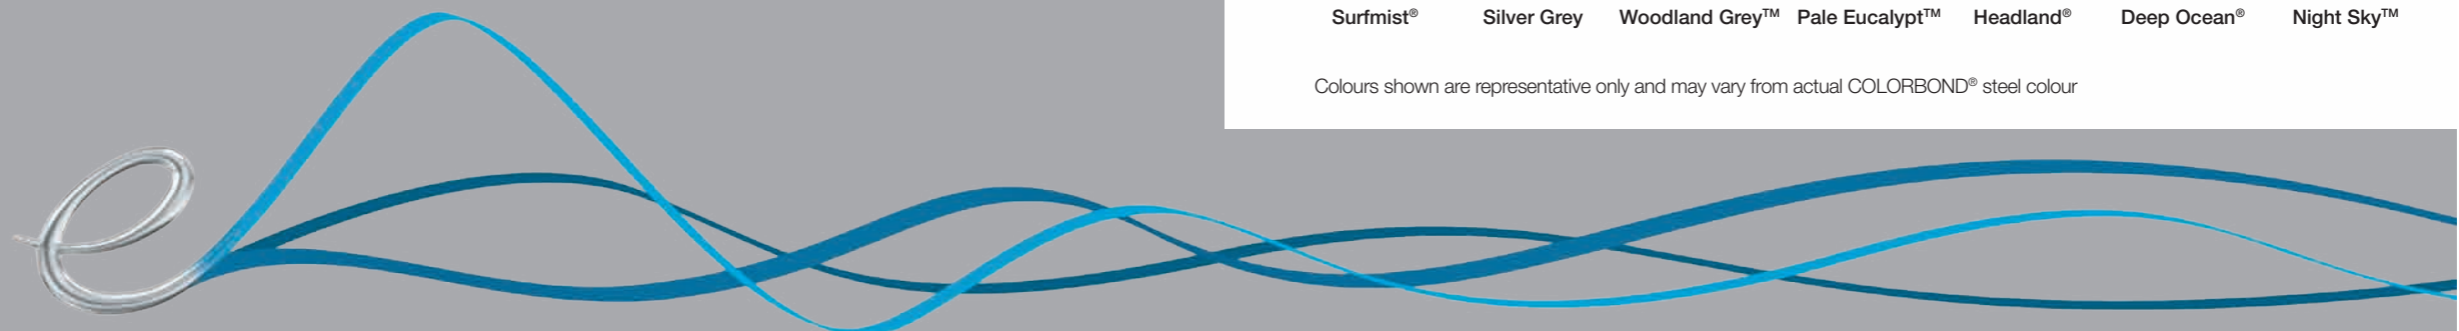 Surfmist® Silver Grey Woodland Grey™ Pale Eucalypt™ Headland® Deep Ocean® Night Sky™
Colours shown are representative only and may vary from actual COLORBOND® steel colour
e